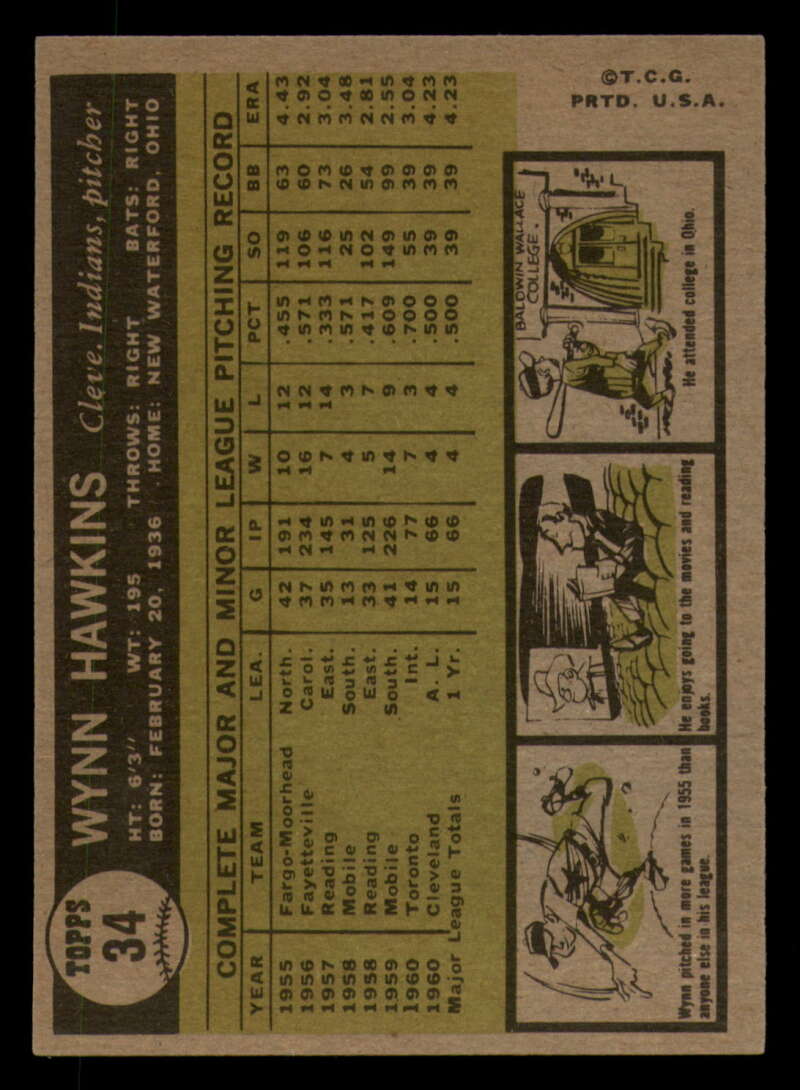 TOPPS
34
WYNN HAWKINS Cleve. Indians, pitcher
HT: 6'3" WT: 195 THROWS: RIGHT BATS: RIGHT
BORN: FEBRUARY 20, 1936 . HOME: NEW WATERFORD, OHIO
COMPLETE MAJOR AND MINOR LEAGUE PITCHING RECORD
YEAR TEAM LEA. G IP W L PCT SO BB ERA
1955 Fargo-Moorhead North. 42 191 10 12 .455 119 63 4.43
1956 Fayetteville Carol. 37 234 16 12 .571 106 60 2.92
1957 Reading East. 35 145 7 14 .333 116 73 3.04
1958 Mobile South. 13 31 4 3 .571 25 26 3.48
1958 Reading East. 33 125 5 7 .417 102 54 2.81
1959 Mobile South. 41 226 14 9 .609 149 99 2.55
1960 Toronto Int. 14 77 7 3 .700 55 39 3.04
1960 Cleveland A. L. 15 66 4 4 .500 39 39 4.23
Major League Totals 1 Yr. 15 66 4 4 .500 39 39 4.23
Wynn pitched in more games in 1955 than
anyone else in his league.
He enjoys going to the movies and reading
books.
BALDWIN WALLACE
COLLEGE.
He attended college in Ohio.
©T.C.G.
PRTD. U.S.A.